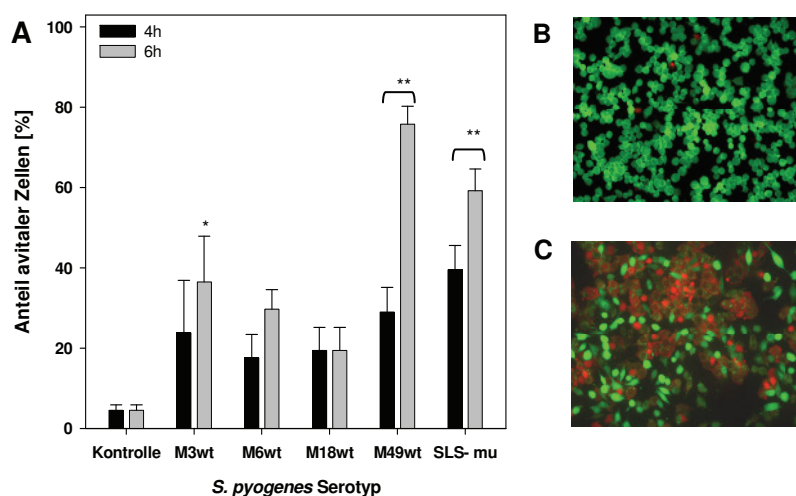 A
4h
6h
B
C
Anteil avitaler Zellen [%]
100
80
60
40
20
0
*
**
**
Kontrolle M3wt M6wt M18wt M49wt SLS- mu
S. pyogenes Serotyp